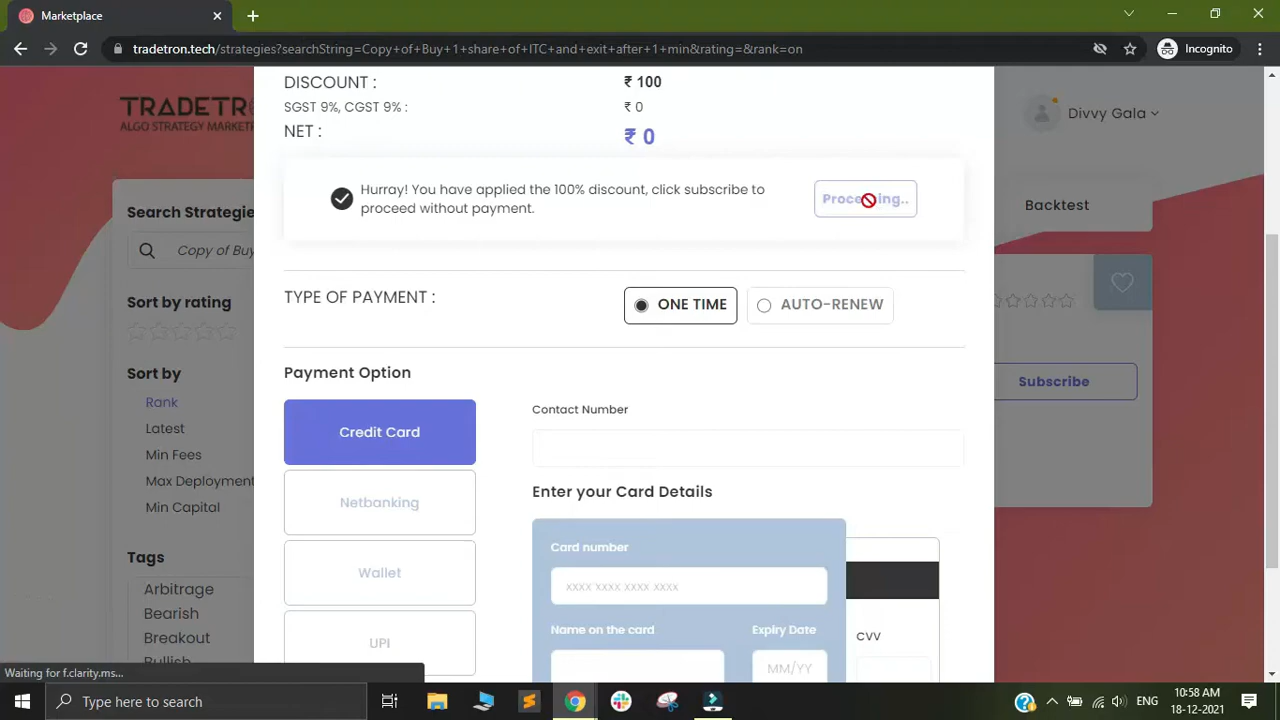 Marketplace
tradetron.tech/strategies?searchString=Copy+of+Buy+1+share+of+ITC+and+exit+after+1+min&rating=&rank=on
Incognito
DISCOUNT :
₹ 100
SGST 9%, CGST 9% :
₹ 0
NET :
₹ 0
ALGO STRATEGY
Divvy Gala
Hurray! You have applied the 100% discount, click subscribe to
proceed without payment.
Search Strategie
Backtest
Copy of Buy
TYPE OF PAYMENT :
ONE TIME
AUTO-RENEW
Sort by rating
Sort by
Payment Option
Subscribe
Rank
Contact Number
Latest
Credit Card
Min Fees
Max Deployment
Enter your Card Details
Min Capital
Netbanking
Card number
Tags
xxxx xxxx xxxx xxxx
Wallet
Arbitrage
Bearish
Name on the card
Expiry Date
CVV
Breakout
UPI
Bullish
MM/YY
Waiting for f.clarity.ms...
Type here to search
ENG
10:58 AM
18-12-2021